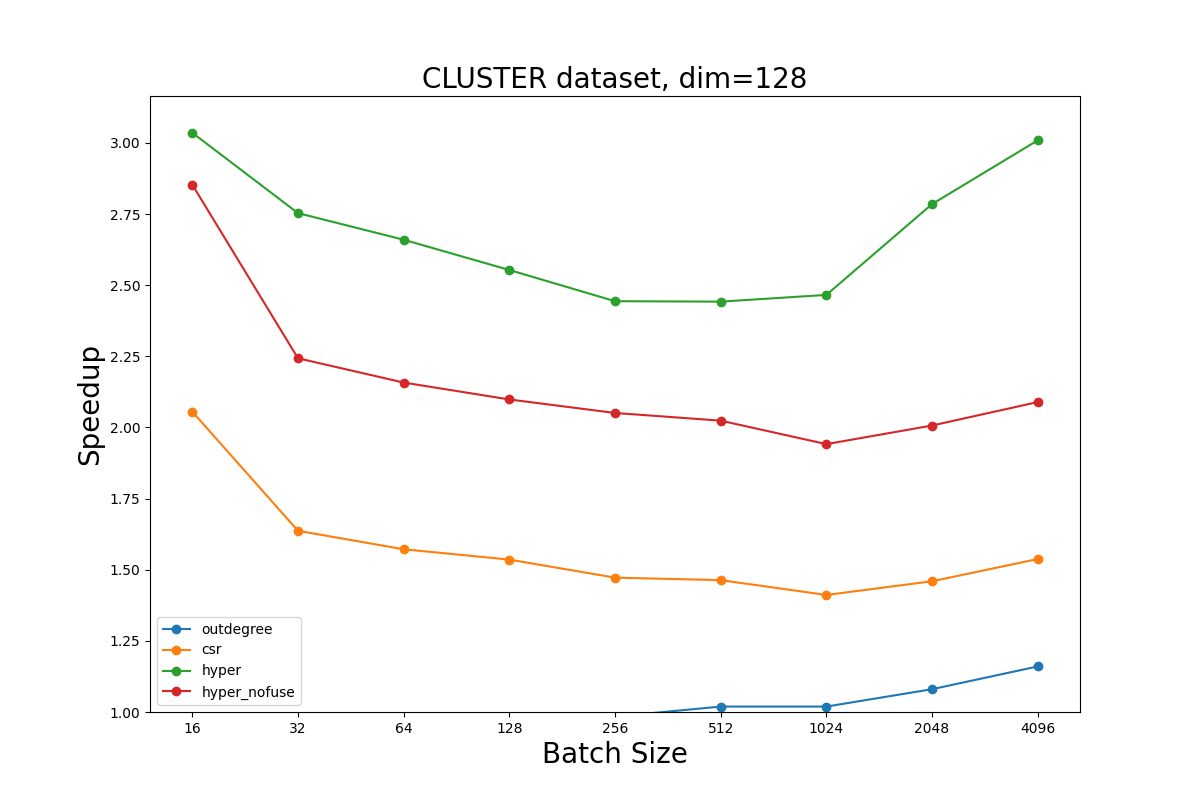 CLUSTER dataset, dim=128
Speedup
3.00
2.75
2.50
2.25
2.00
1.75
1.50
1.25
1.00
outdegree
csr
hyper
hyper_nofuse
16 32 64 128 256 512 1024 2048 4096
Batch Size